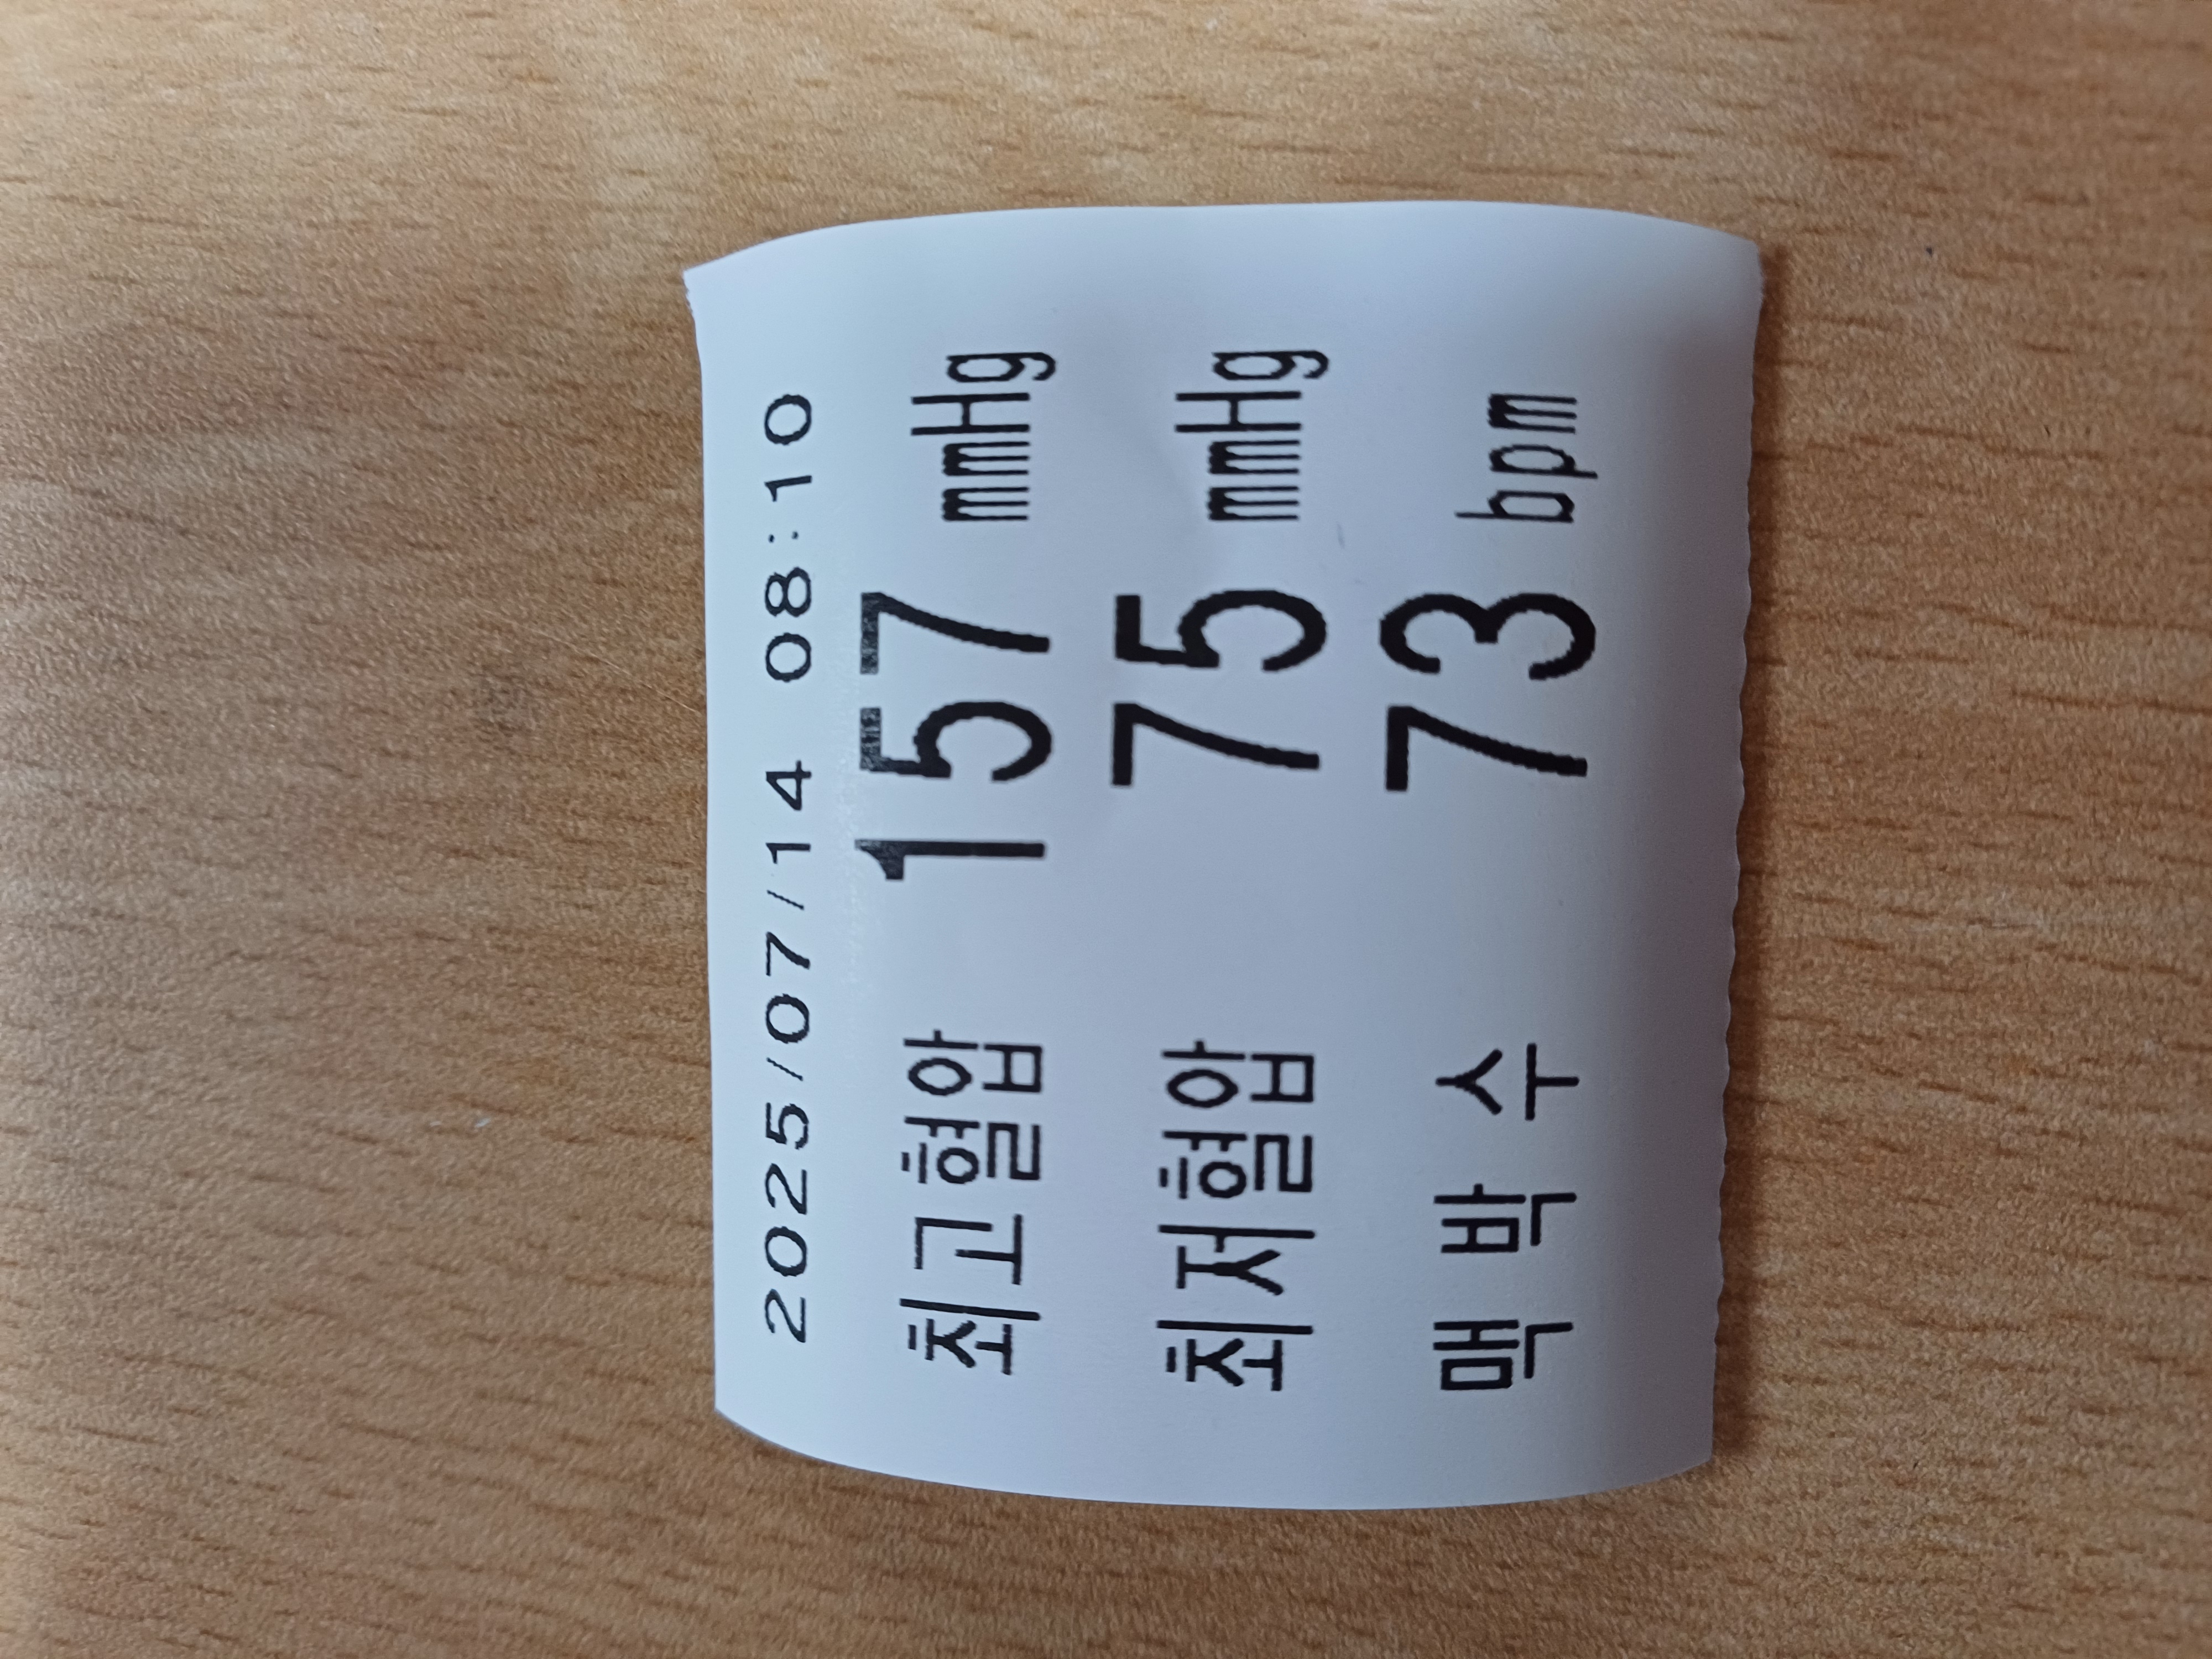 2025/07/14 08:10
최고혈압 157 mmHg
최저혈압 75 mmHg
맥 박 수 73 bpm